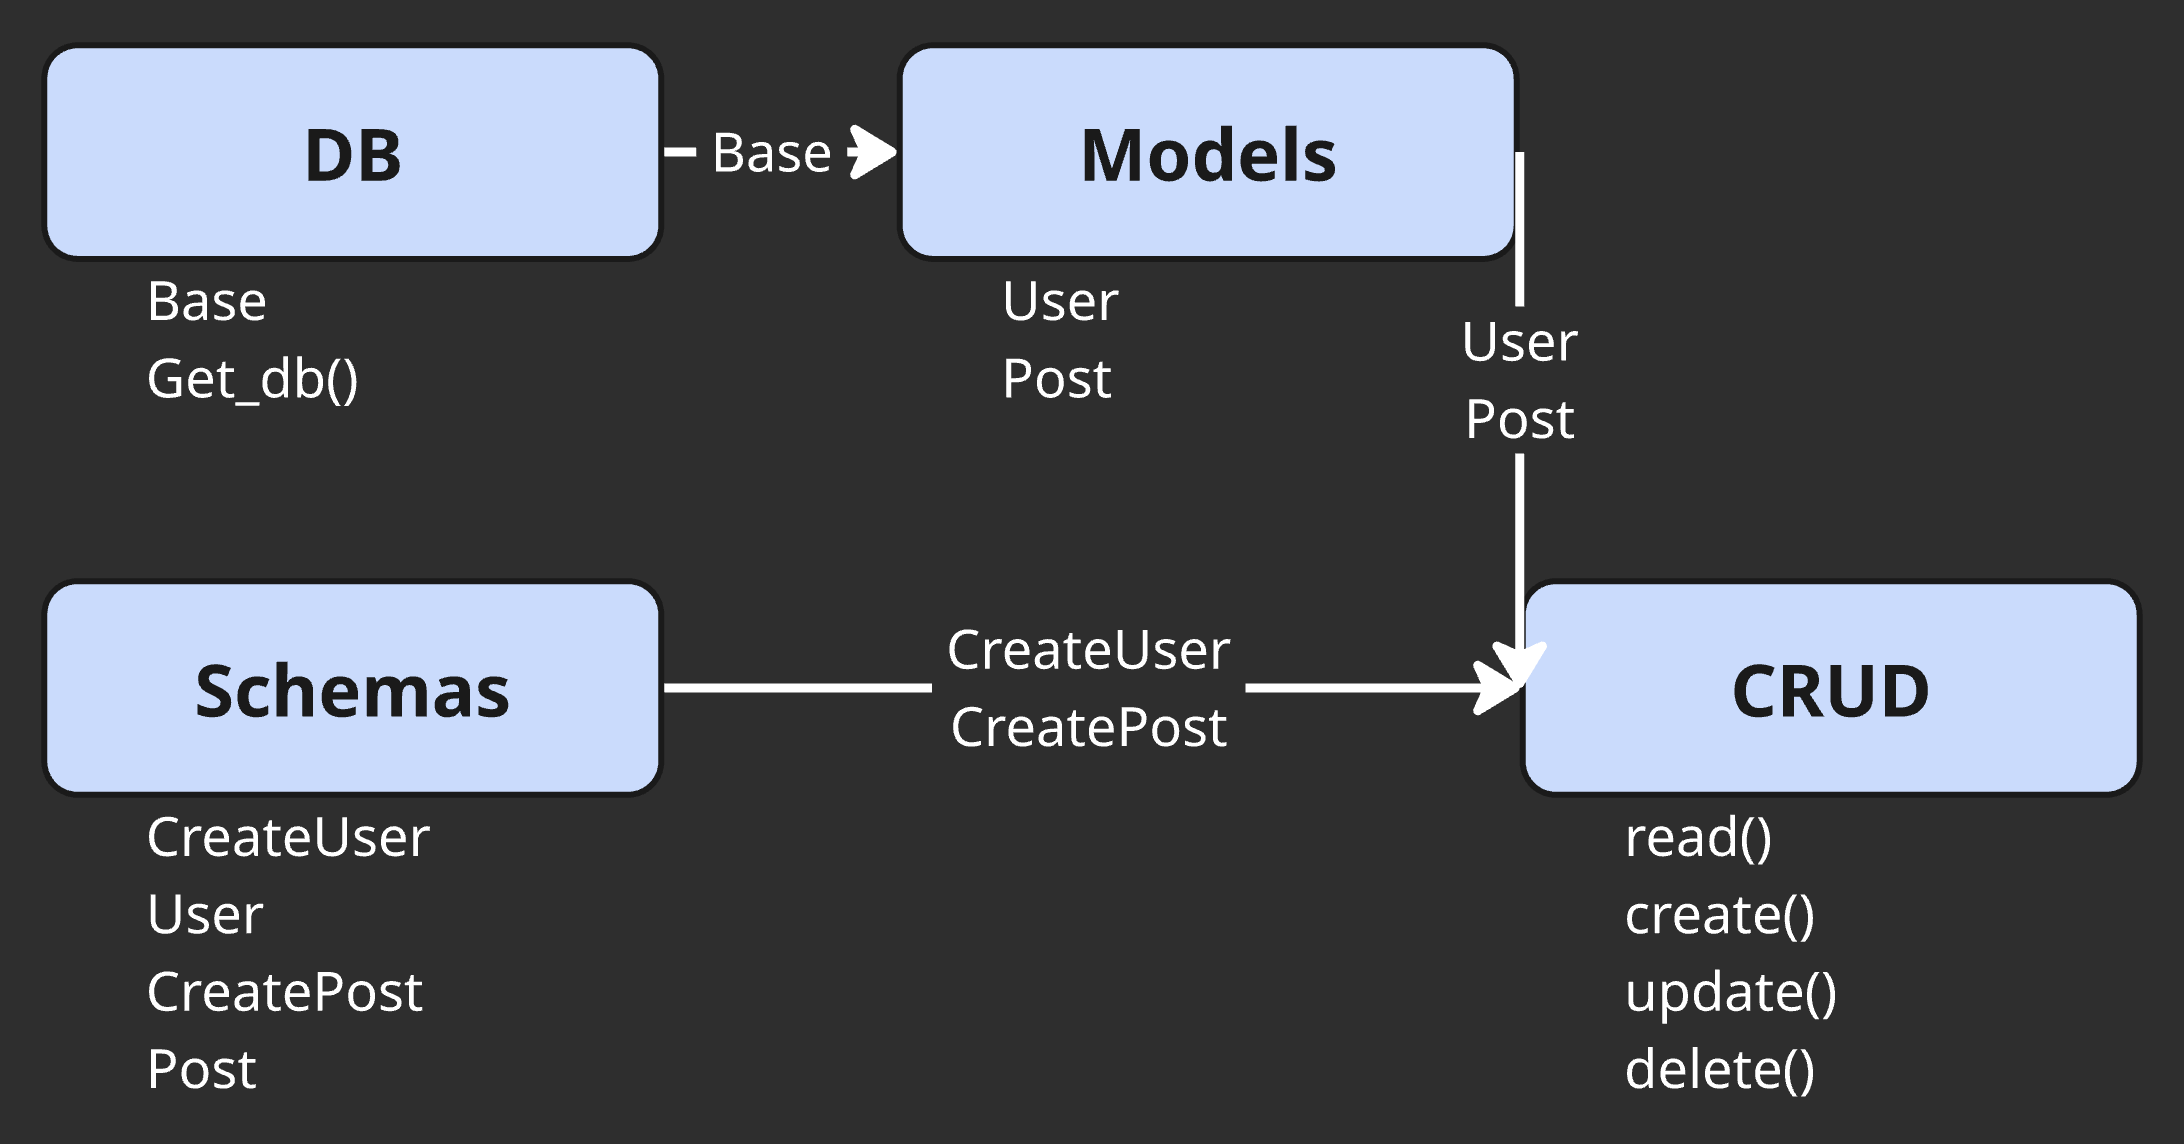 DB
Base
Models
Base
Get_db()
User
Post
User
Post
Schemas
CreateUser
CreatePost
CRUD
CreateUser
User
CreatePost
Post
read()
create()
update()
delete()